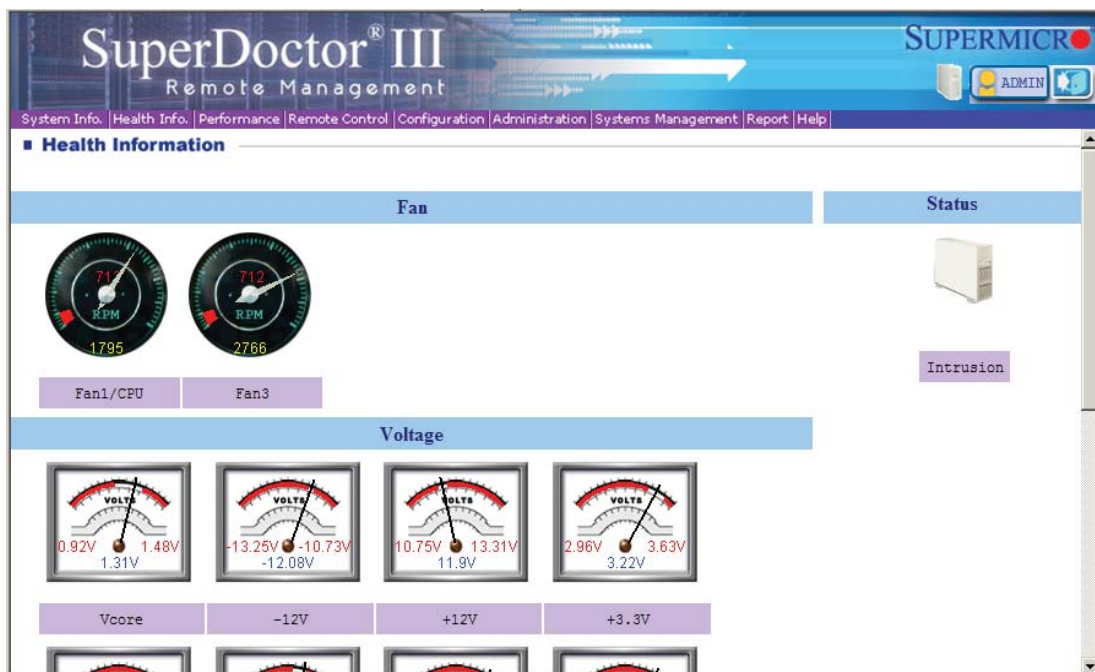 SuperDoctor® III
Remote Management
SUPERMICR
ADMIN
System Info. Health Info. Performance Remote Control Configuration Administration Systems Management Report Help
Health Information
Fan
Status
712
RPM
2766
RPM
1795
Fan1/CPU
Fan3
Intrusion
Voltage
VOLTS
0.92V 1.48V
1.31V
VOLTS
-13.25V -10.73V
-12.08V
VOLTS
10.75V 13.31V
11.9V
VOLTS
2.96V 3.63V
3.22V
Vcore
-12V
+12V
+3.3V